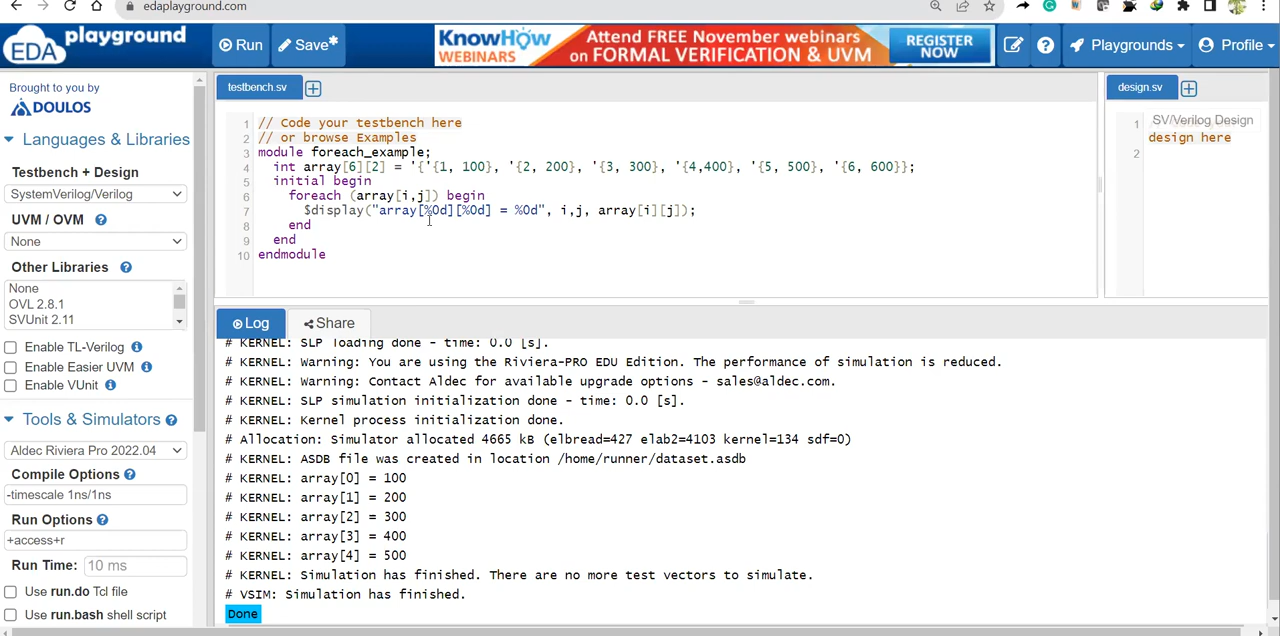 edaplayground.com
EDA playground
Run
Save*
KnowHow WEBINARS
Attend FREE November webinars on FORMAL VERIFICATION & UVM
REGISTER NOW
Playgrounds
Profile
Brought to you by
DOULOS
Languages & Libraries
Testbench + Design
SystemVerilog/Verilog
UVM / OVM
None
Other Libraries
None
OVL 2.8.1
SVUnit 2.11
Enable TL-Verilog
Enable Easier UVM
Enable VUnit
Tools & Simulators
Aldec Riviera Pro 2022.04
Compile Options
-timescale 1ns/1ns
Run Options
+access+r
Run Time: 10 ms
Use run.do Tcl file
Use run.bash shell script
testbench.sv
1 // Code your testbench here
2 // or browse Examples
3 module foreach_example;
4 int array[6][2] = '{'{1, 100}, '{2, 200}, '{3, 300}, '{4,400}, '{5, 500}, '{6, 600}};
5 initial begin
6 foreach (array[i,j]) begin
7 $display("array[%0d][%0d] = %0d", i,j, array[i][j]);
8 end
9 end
10 endmodule
design.sv
SV/Verilog Design
1
design here
2
Log
Share
# KERNEL: SLP loading done - time: 0.0 [s].
# KERNEL: Warning: You are using the Riviera-PRO EDU Edition. The performance of simulation is reduced.
# KERNEL: Warning: Contact Aldec for available upgrade options - sales@aldec.com.
# KERNEL: SLP simulation initialization done - time: 0.0 [s].
# KERNEL: Kernel process initialization done.
# Allocation: Simulator allocated 4665 kB (elbread=427 elab2=4103 kernel=134 sdf=0)
# KERNEL: ASDB file was created in location /home/runner/dataset.asdb
# KERNEL: array[0] = 100
# KERNEL: array[1] = 200
# KERNEL: array[2] = 300
# KERNEL: array[3] = 400
# KERNEL: array[4] = 500
# KERNEL: Simulation has finished. There are no more test vectors to simulate.
# VSIM: Simulation has finished.
Done